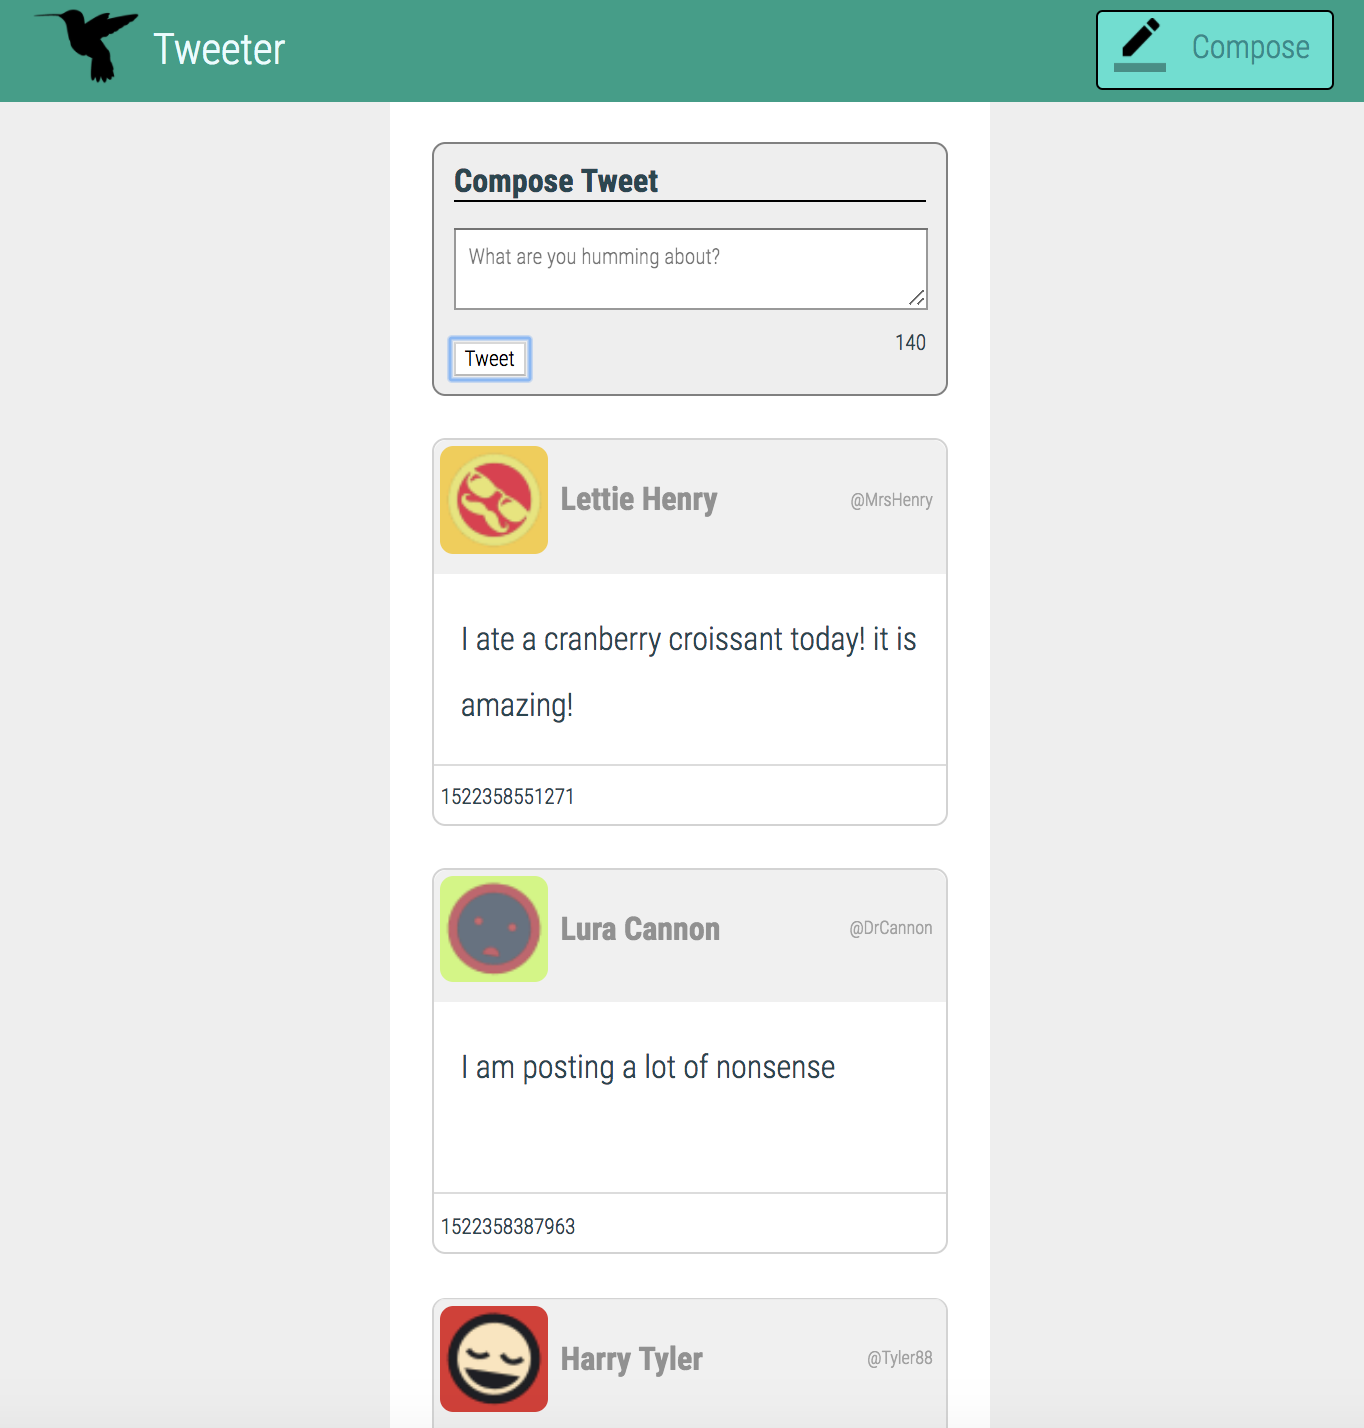 Tweeter
Compose
Compose Tweet
What are you humming about?
140
Tweet
Lettie Henry
@MrsHenry
I ate a cranberry croissant today! it is
amazing!
1522358551271
Lura Cannon
@DrCannon
I am posting a lot of nonsense
1522358387963
Harry Tyler
@Tyler88